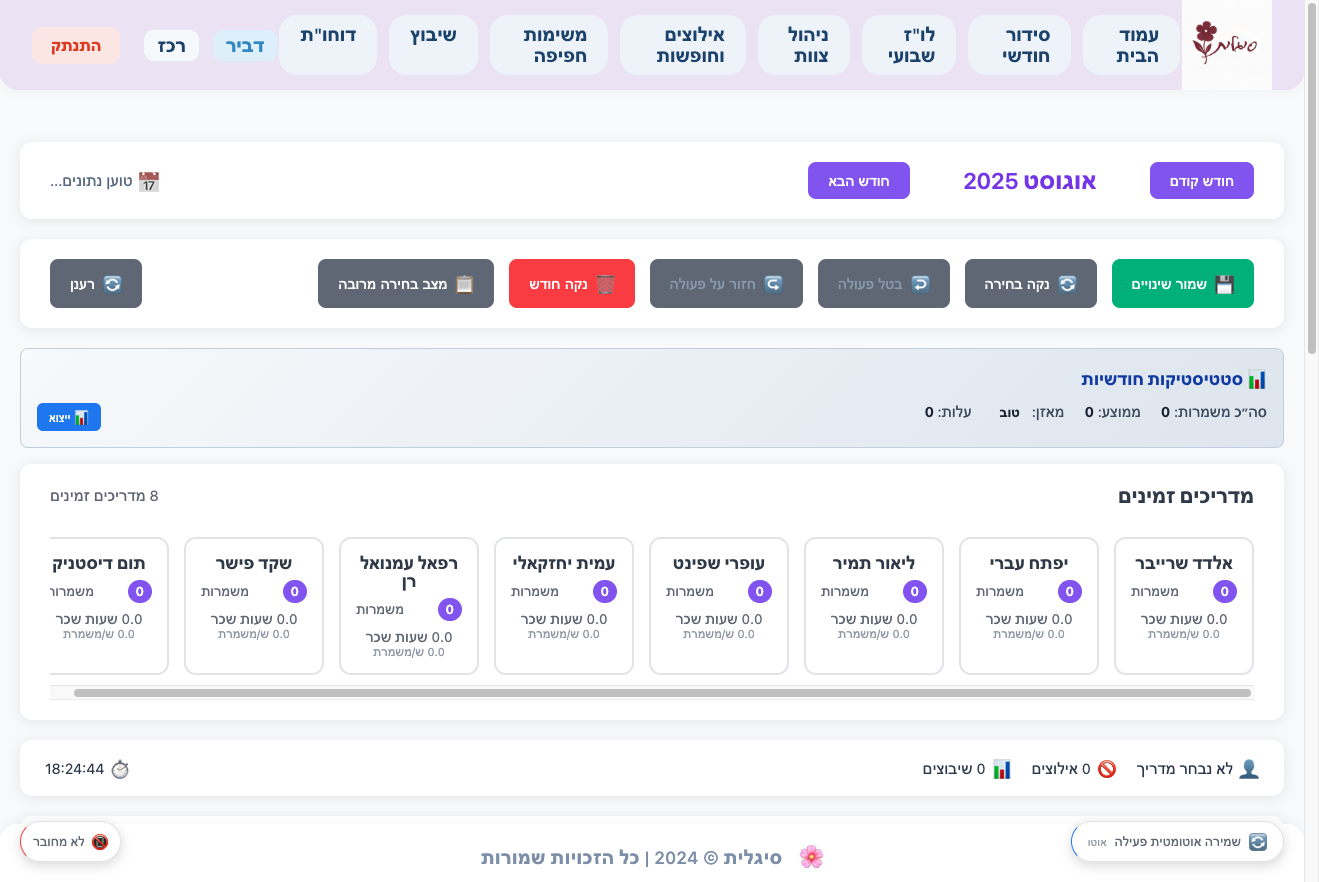 סיגלית
עמוד הבית
סידור חודשי
לו"ז שבועי
ניהול צוות
אילוצים וחופשות
משימות חפיפה
שיבוץ
דוחו"ת
דביר
רכז
התנתק
חודש קודם
אוגוסט 2025
חודש הבא
טוען נתונים...
שמור שינויים
נקה בחירה
בטל פעולה
חזור על פעולה
נקה חודש
מצב בחירה מרובה
רענן
סטטיסטיקות חודשיות
סה״כ משמרות: 0 ממוצע: 0 מאזן: טוב עלות: 0
ייצוא
מדריכים זמינים
8 מדריכים זמינים
אלדד שרייבר
0 משמרות
0.0 שעות שכר
0.0 ש/משמרת
יפתח עברי
0 משמרות
0.0 שעות שכר
0.0 ש/משמרת
ליאור תמיר
0 משמרות
0.0 שעות שכר
0.0 ש/משמרת
עופרי שפינט
0 משמרות
0.0 שעות שכר
0.0 ש/משמרת
עמית יחזקאלי
0 משמרות
0.0 שעות שכר
0.0 ש/משמרת
רפאל עמנואל
רן
0 משמרות
0.0 שעות שכר
0.0 ש/משמרת
שקד פישר
0 משמרות
0.0 שעות שכר
0.0 ש/משמרת
תום דיסטניק
0 משמרות
0.0 שעות שכר
0.0 ש/משמרת
לא נבחר מדריך
0 אילוצים
0 שיבוצים
18:24:44
שמירה אוטומטית פעילה אוטו
לא מחובר
סיגלית © 2024 | כל הזכויות שמורות